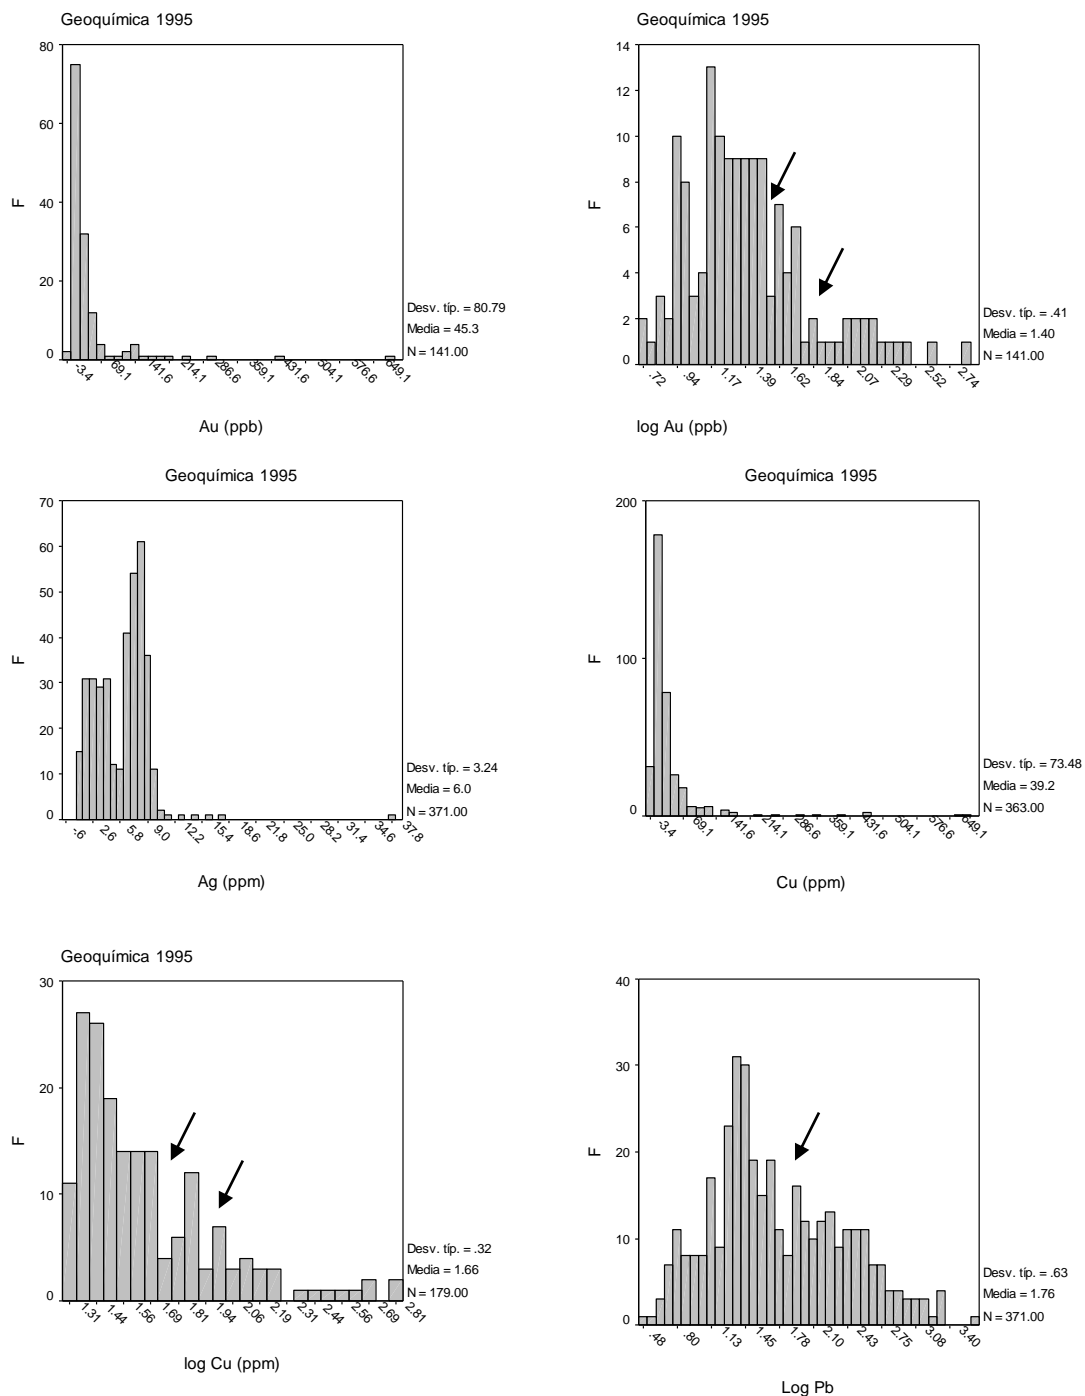 Geoquímica 1995
80
60
40
20
0
F
-3.4
69.1
141.6
214.1
286.6
359.1
431.6
504.1
576.6
649.1
Desv. típ. = 80.79
Media = 45.3
N = 141.00
Au (ppb)
Geoquímica 1995
14
12
10
8
6
4
2
0
F
.72
.94
1.17
1.39
1.62
1.84
2.07
2.29
2.52
2.74
Desv. típ. = .41
Media = 1.40
N = 141.00
log Au (ppb)
Geoquímica 1995
70
60
50
40
30
20
10
0
F
-.6
2.6
5.8
9.0
12.2
15.4
18.6
21.8
25.0
28.2
31.4
34.6
37.8
Desv. típ. = 3.24
Media = 6.0
N = 371.00
Ag (ppm)
Geoquímica 1995
200
100
0
F
-3.4
69.1
141.6
214.1
286.6
359.1
431.6
504.1
576.6
649.1
Desv. típ. = 73.48
Media = 39.2
N = 363.00
Cu (ppm)
Geoquímica 1995
30
20
10
0
F
1.31
1.44
1.56
1.69
1.81
1.94
2.06
2.19
2.31
2.44
2.56
2.69
2.81
Desv. típ. = .32
Media = 1.66
N = 179.00
log Cu (ppm)
40
30
20
10
0
F
.48
.80
1.13
1.45
1.78
2.10
2.43
2.75
3.08
3.40
Desv. típ. = .63
Media = 1.76
N = 371.00
Log Pb